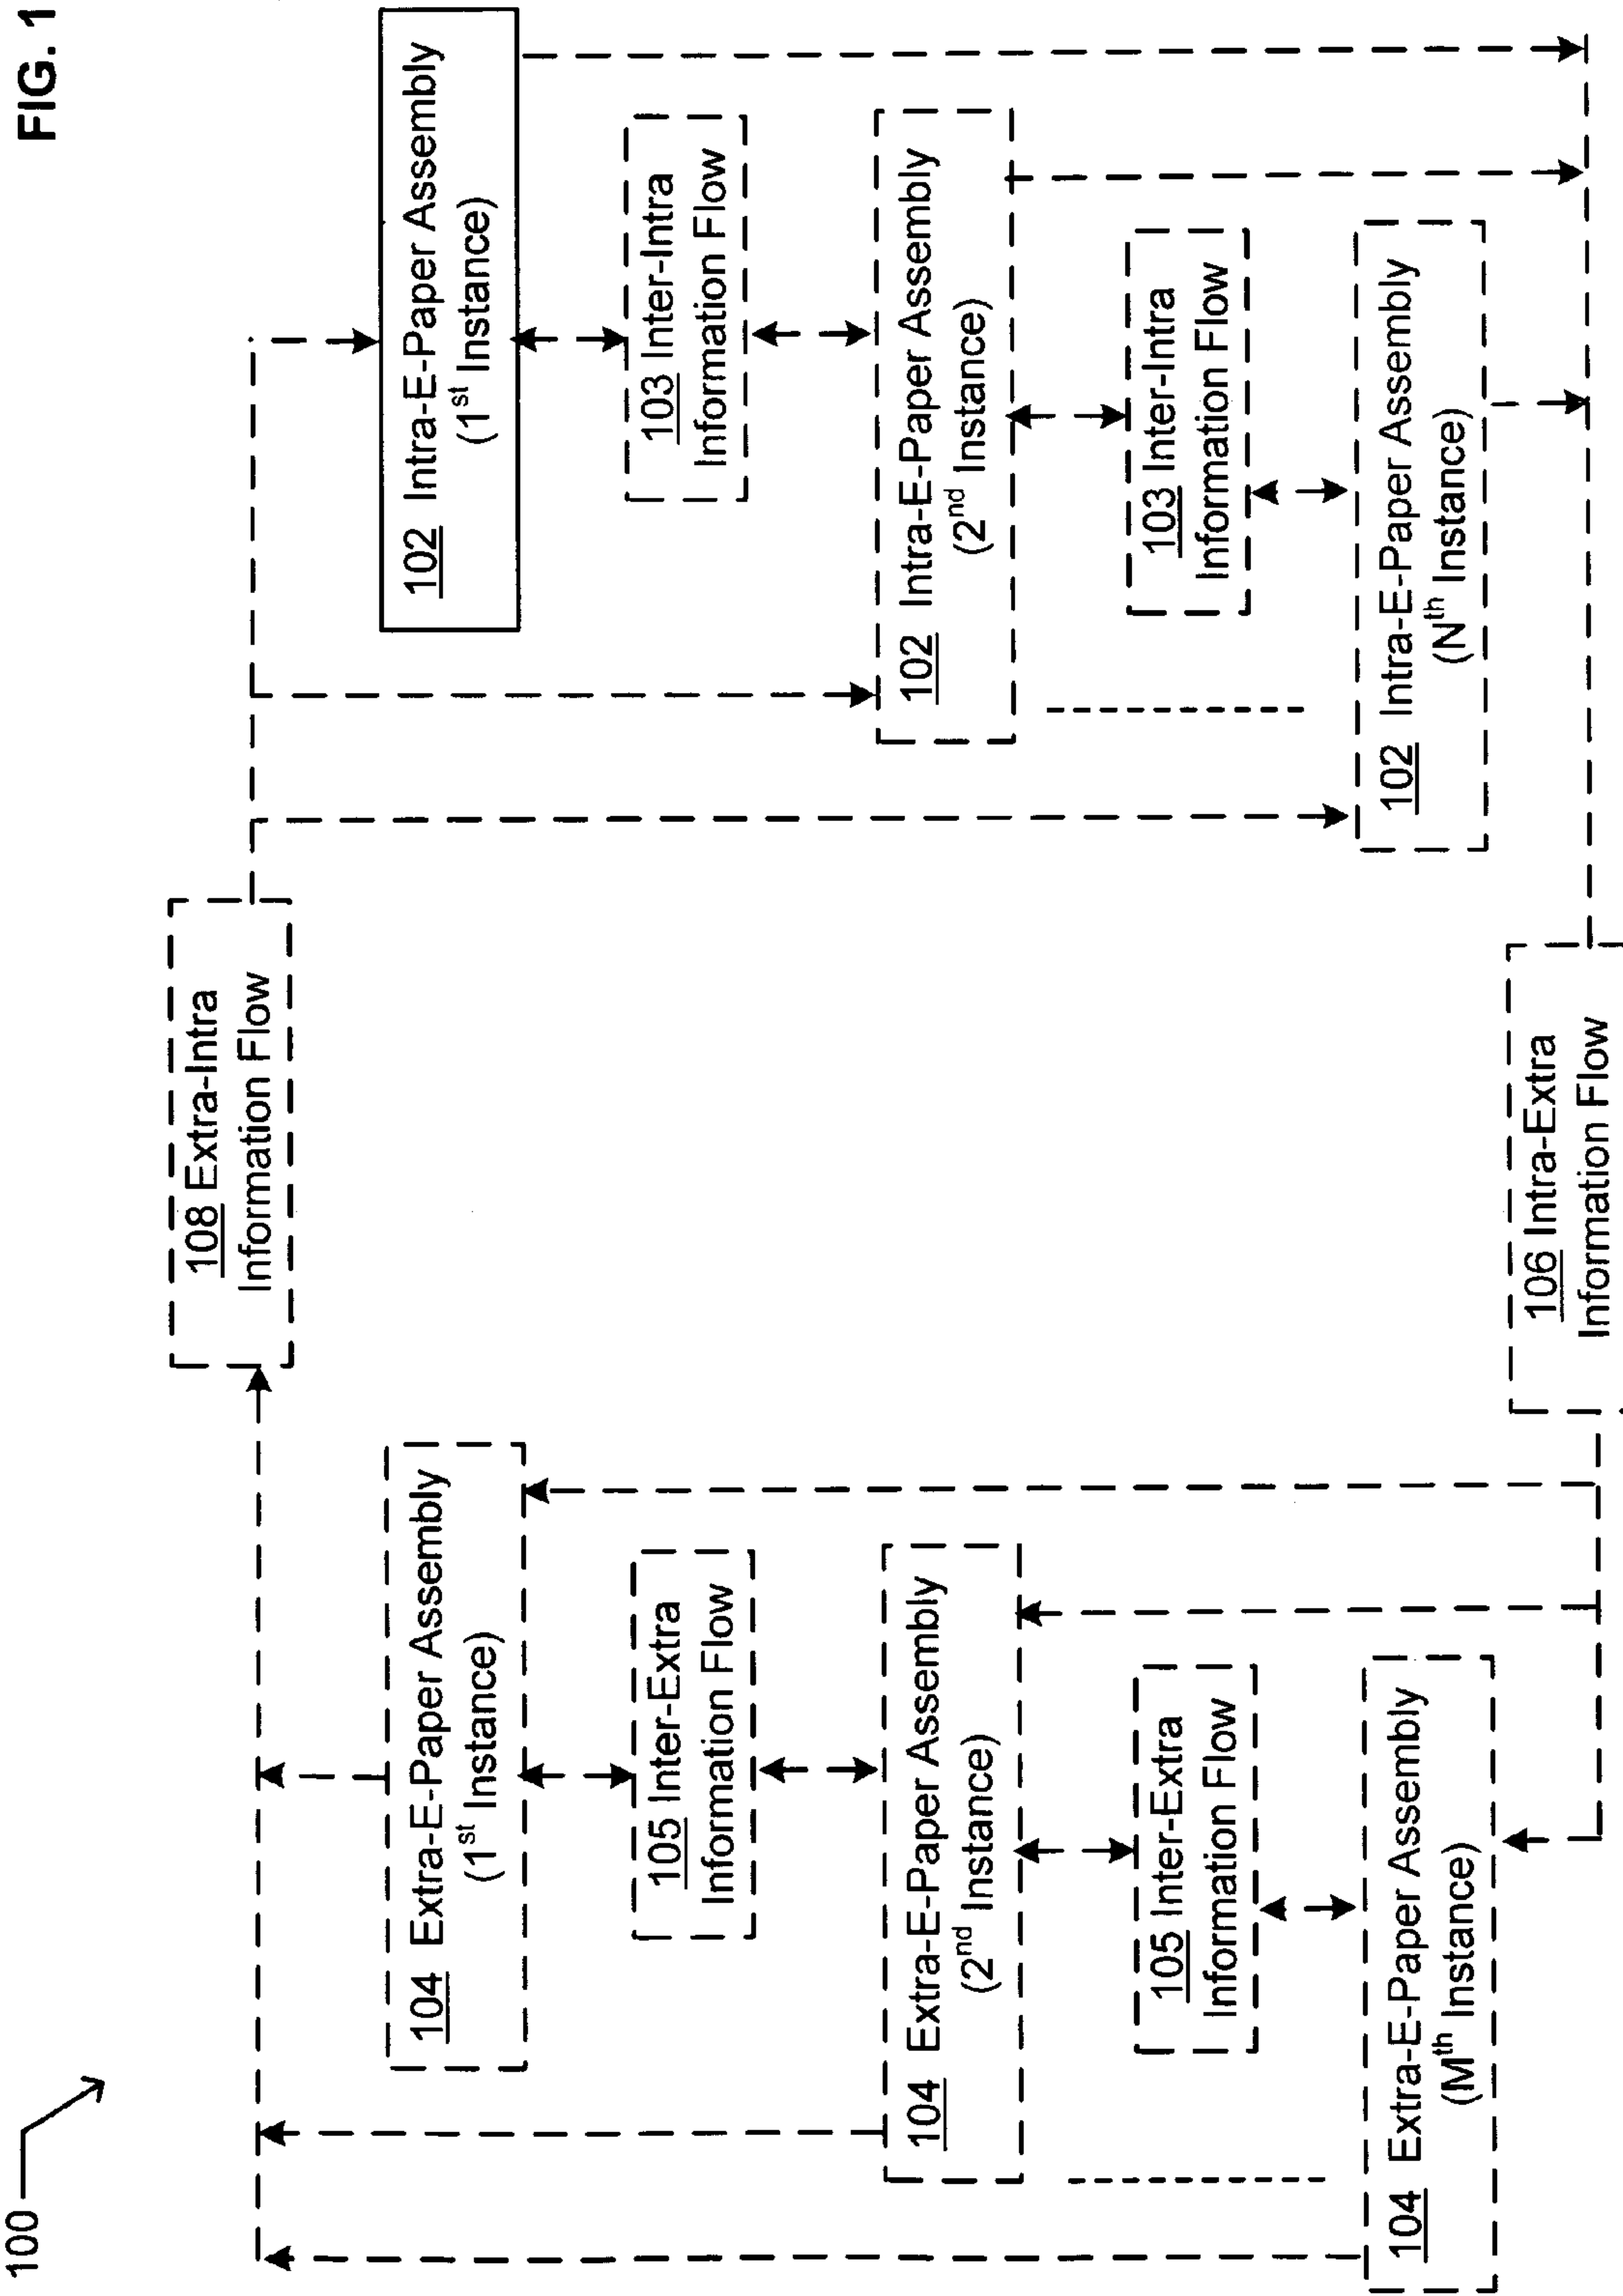 FIG. 1
100
108 Extra-Intra
Information Flow
104 Extra-E-Paper Assembly
(1st Instance)
102 Intra-E-Paper Assembly
(1st Instance)
105 Inter-Extra
Information Flow
103 Inter-Intra
Information Flow
104 Extra-E-Paper Assembly
(2nd Instance)
102 Intra-E-Paper Assembly
(2nd Instance)
105 Inter-Extra
Information Flow
103 Inter-Intra
Information Flow
104 Extra-E-Paper Assembly
(Mth Instance)
102 Intra-E-Paper Assembly
(Nth Instance)
106 Intra-Extra
Information Flow